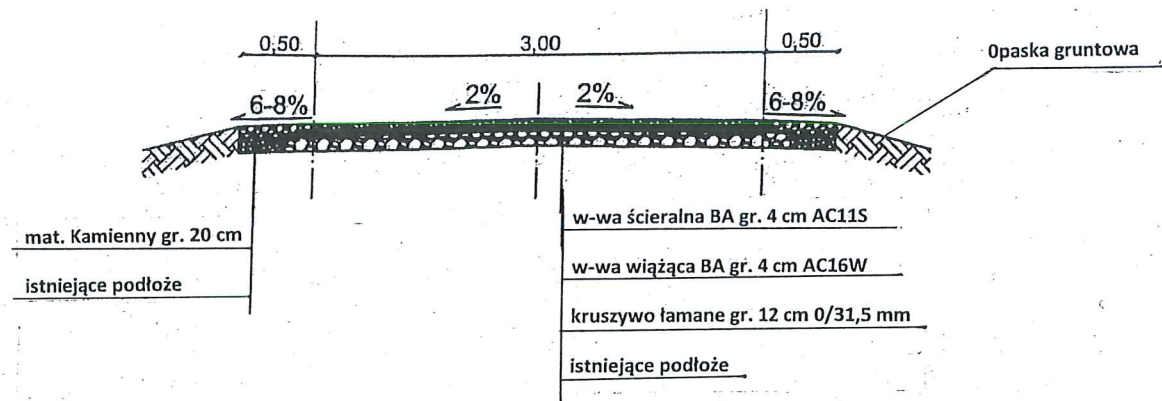 0,50 3,00 0,50
0paska gruntowa
6-8% 2% 2% 6-8%
mat. Kamienny gr. 20 cm
istniejące podłoże
w-wa ścieralna BA gr. 4 cm AC11S
w-wa wiążąca BA gr. 4 cm AC16W
kruszywo łamane gr. 12 cm 0/31,5 mm
istniejące podłoże